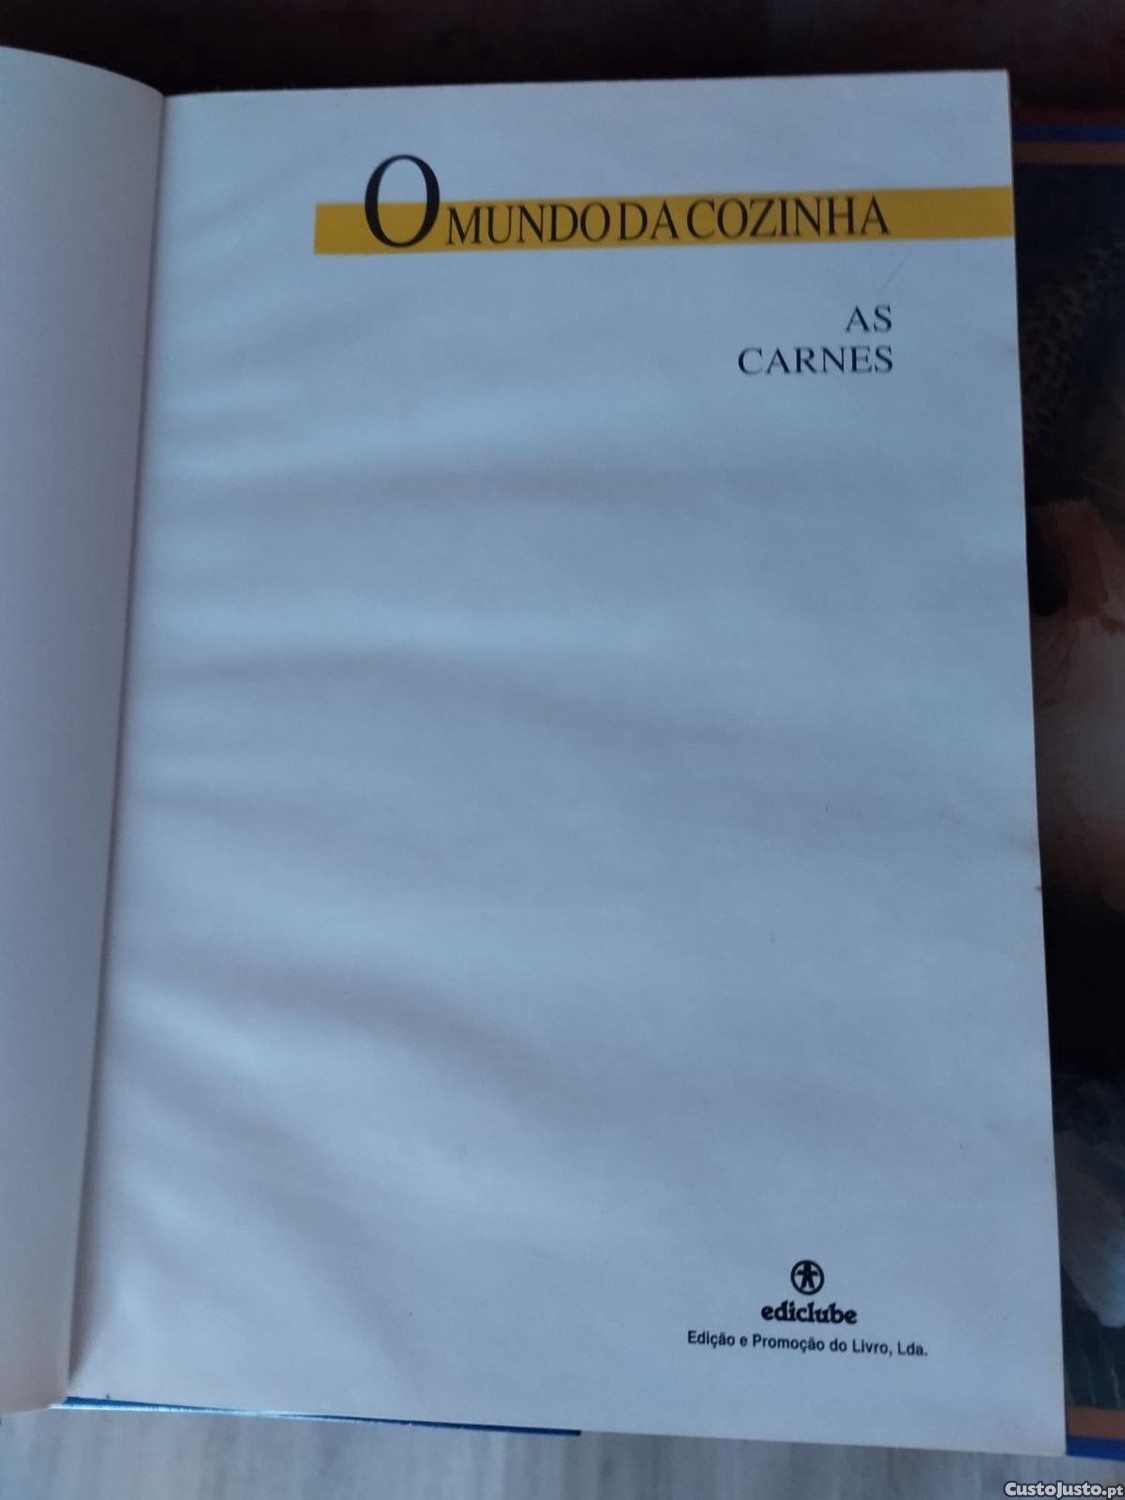 O MUNDO DA COZINHA
AS
CARNES
ediclube
Edição e Promoção do Livro, Lda.
CustoJusto.pt